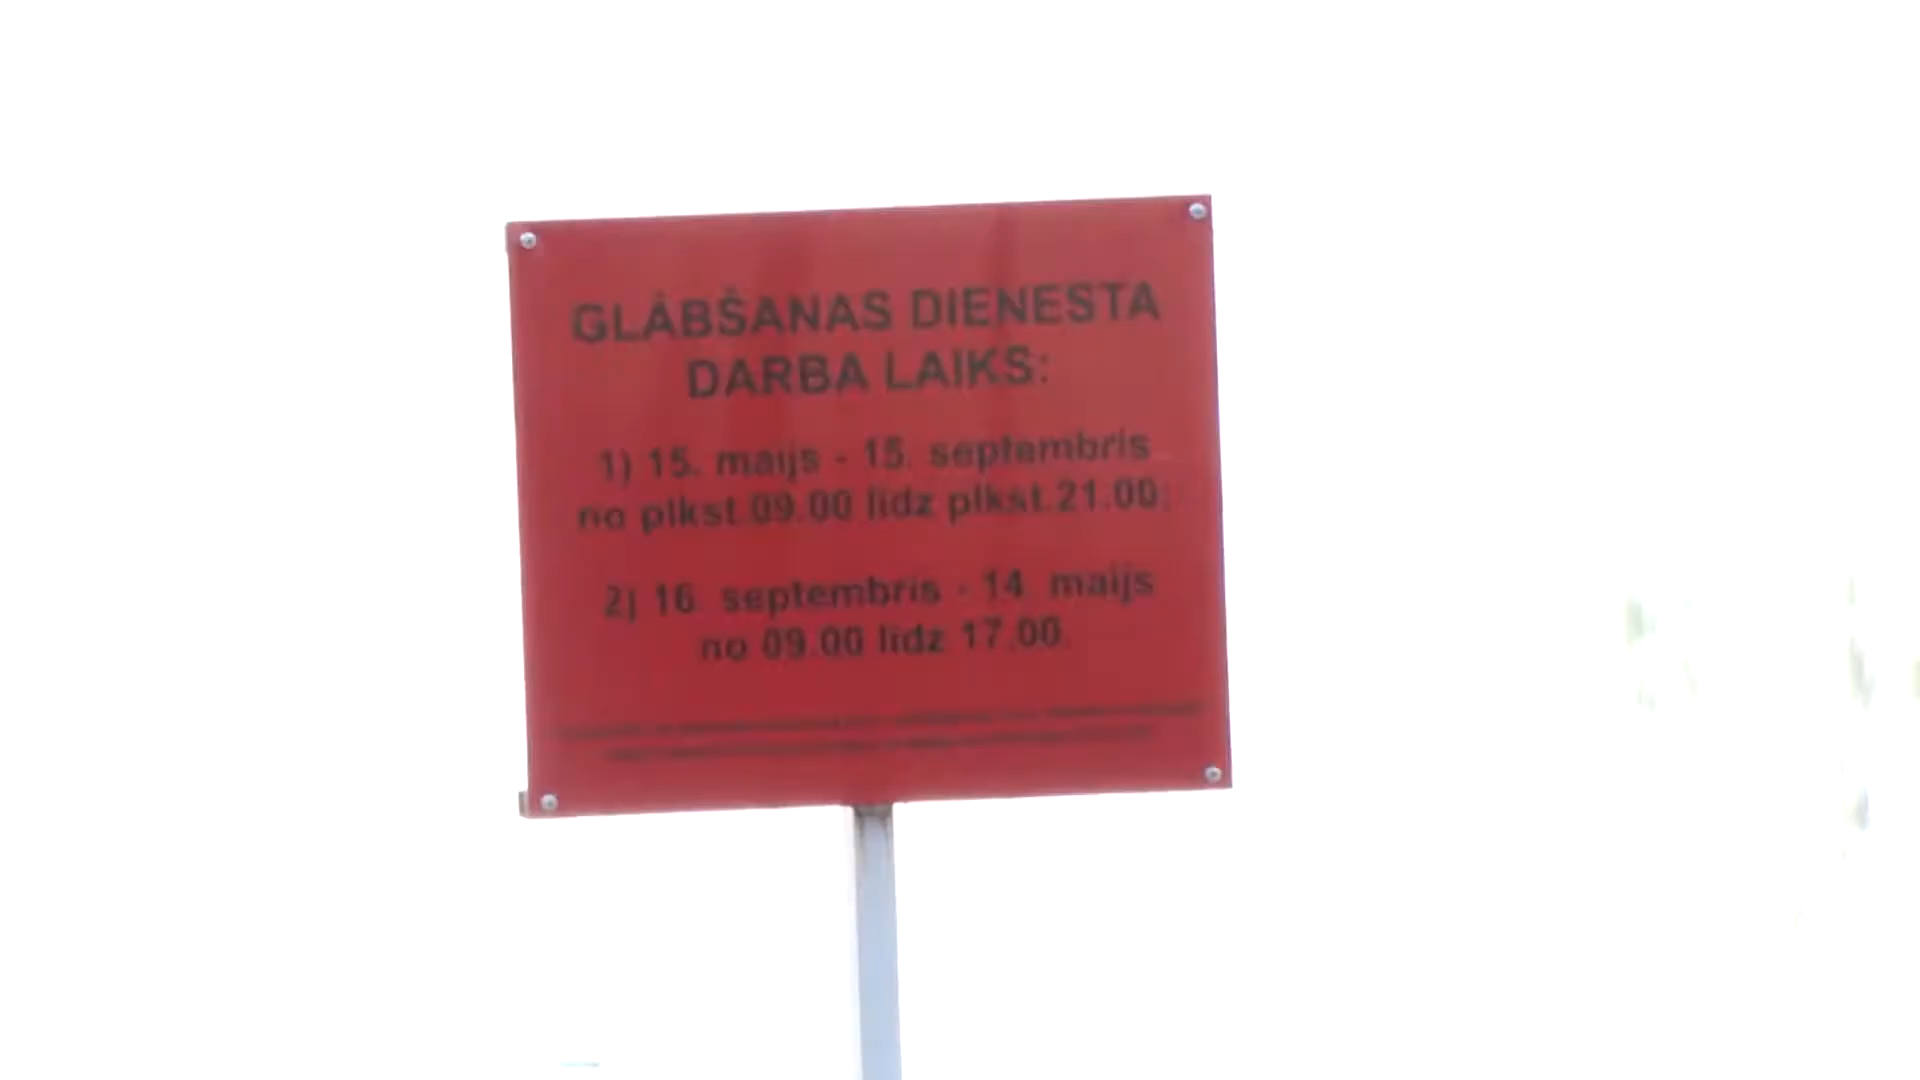 GLĀBŠANAS DIENESTA
DARBA LAIKS:
1) 15. maijs - 15. septembris
no plkst.09.00 līdz plkst.21.00;
2) 16. septembris - 14. maijs
no 09.00 līdz 17.00.